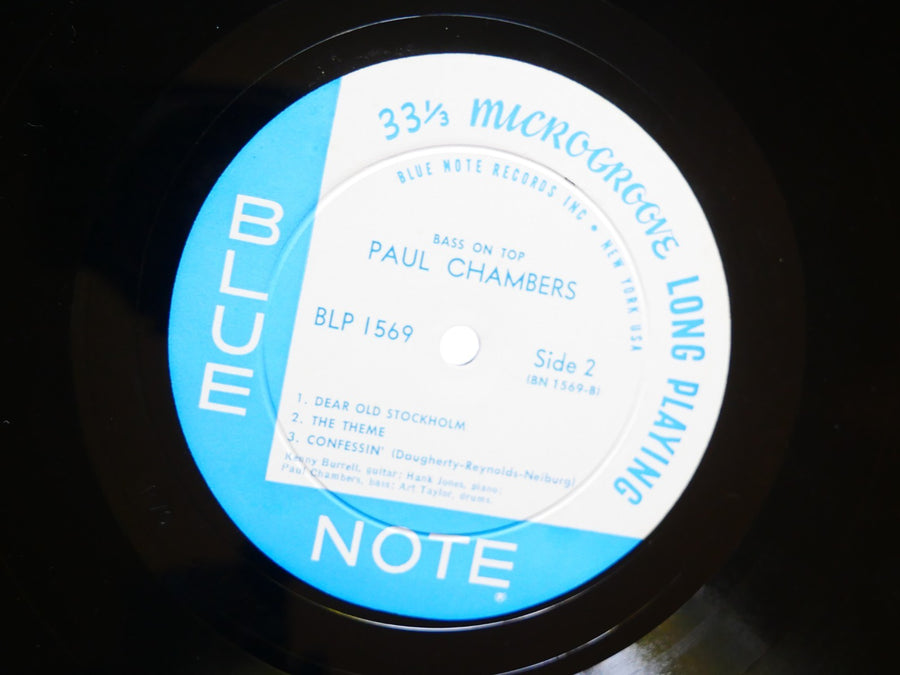 33⅓ MICROGROOVE LONG PLAYING
BLUE NOTE RECORDS INC • NEW YORK USA
BASS ON TOP
PAUL CHAMBERS
BLP 1569
Side 2
(BN 1569-B)
1. DEAR OLD STOCKHOLM
2. THE THEME
3. CONFESSIN' (Daugherty-Reynolds-Neiburg)
Kenny Burrell, guitar; Hank Jones, piano;
Paul Chambers, bass; Art Taylor, drums.
BLUE
NOTE
®